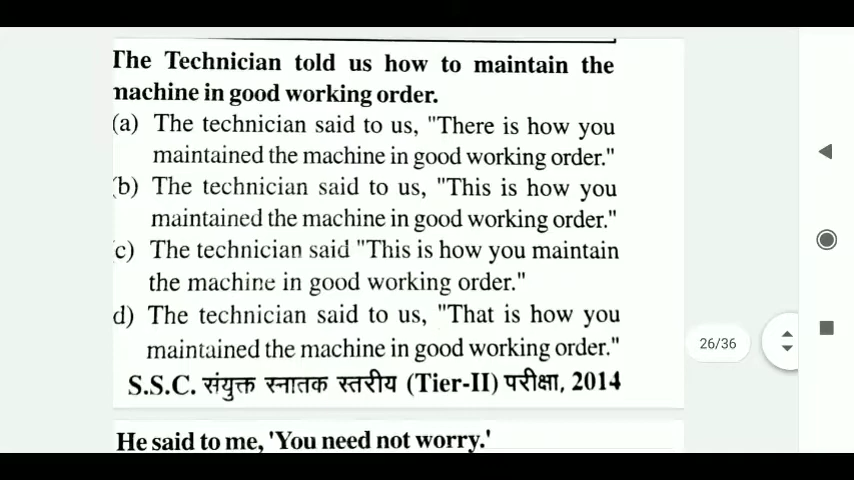 The Technician told us how to maintain the
machine in good working order.
(a) The technician said to us, "There is how you
maintained the machine in good working order."
(b) The technician said to us, "This is how you
maintained the machine in good working order."
c) The technician said "This is how you maintain
the machine in good working order."
d) The technician said to us, "That is how you
maintained the machine in good working order."
S.S.C. संयुक्त स्नातक स्तरीय (Tier-II) परीक्षा, 2014
He said to me, 'You need not worry.'
26/36